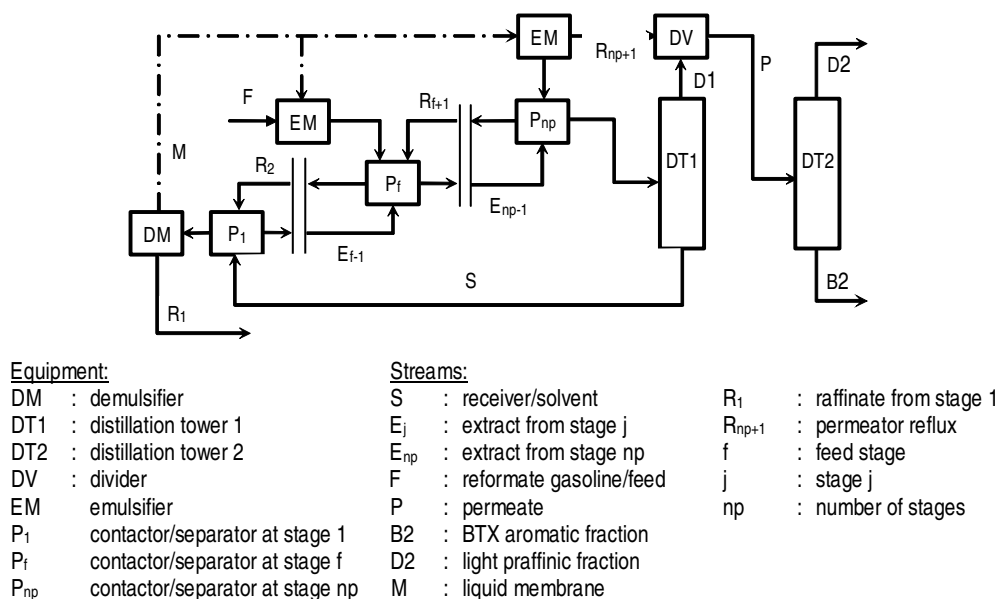 EM
R_np+1
DV
P
D2
D1
F
EM
R_f+1
P_np
M
R_2
P_f
DT1
DT2
E_np-1
DM
P_1
E_f-1
S
B2
R_1
Equipment:
DM : demulsifier
DT1 : distillation tower 1
DT2 : distillation tower 2
DV : divider
EM emulsifier
P_1 contactor/separator at stage 1
P_f contactor/separator at stage f
P_np contactor/separator at stage np
Streams:
S : receiver/solvent
E_j : extract from stage j
E_np : extract from stage np
F : reformate gasoline/feed
P : permeate
B2 : BTX aromatic fraction
D2 : light praffinic fraction
M : liquid membrane
R_1 : raffinate from stage 1
R_np+1 : permeator reflux
f : feed stage
j : stage j
np : number of stages